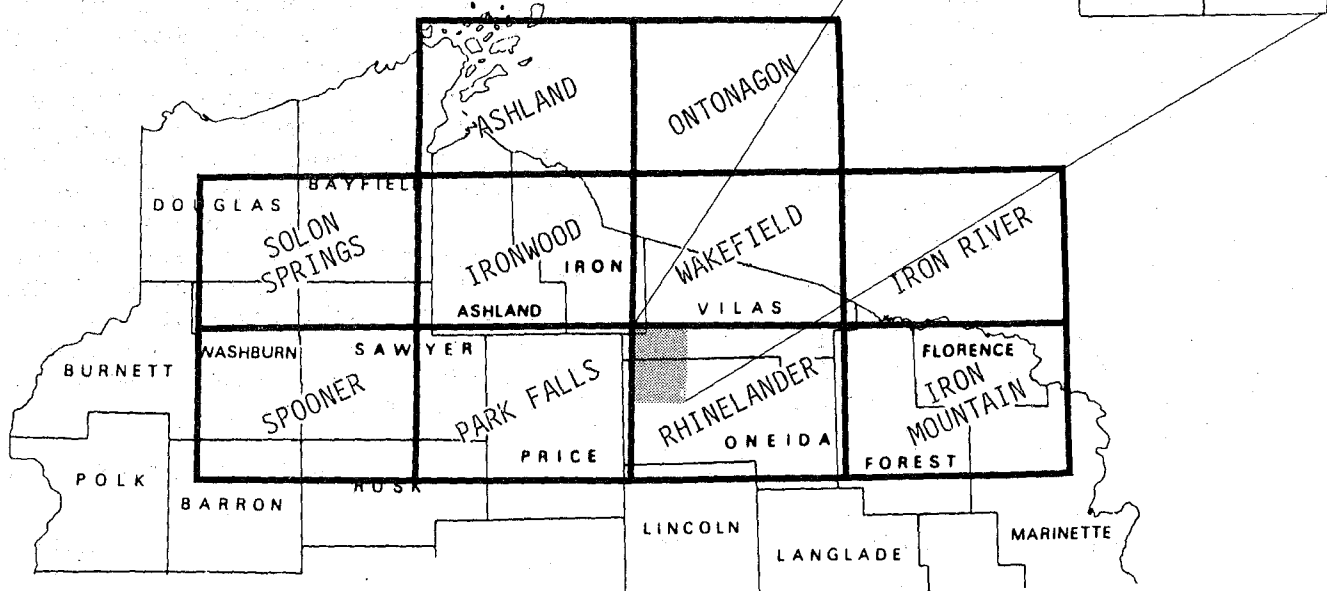 ASHLAND
ONTONAGON
BAYFIELD
DOUGLAS
SOLON
SPRINGS
IRONWOOD
IRON
WAKEFIELD
IRON RIVER
ASHLAND
VILAS
WASHBURN
SAWYER
FLORENCE
BURNETT
SPOONER
PARK FALLS
RHINELANDER
IRON
MOUNTAIN
ONEIDA
PRICE
FOREST
POLK
RUSK
BARRON
LINCOLN
LANGLADE
MARINETTE